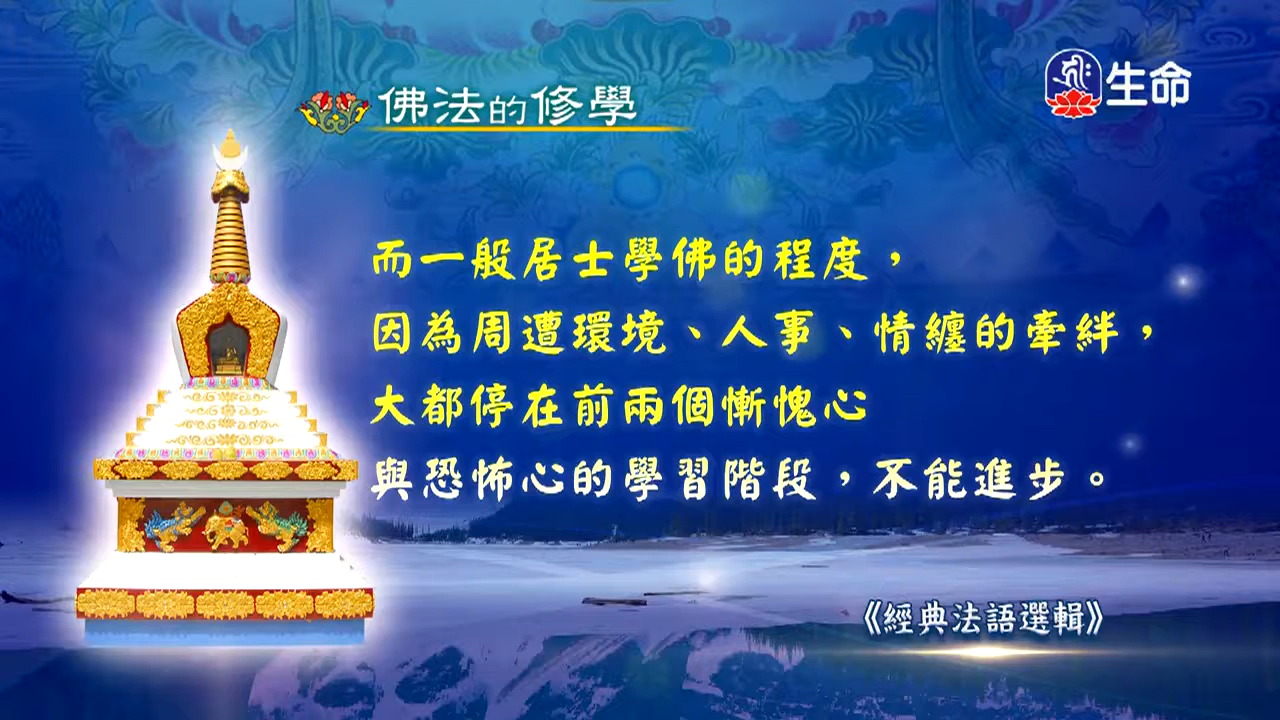 生命
佛法的修學
而一般居士學佛的程度，
因為周遭環境、人事、情纏的牽絆，
大都停在前兩個慚愧心
與恐怖心的學習階段，不能進步。
《經典法語選輯》